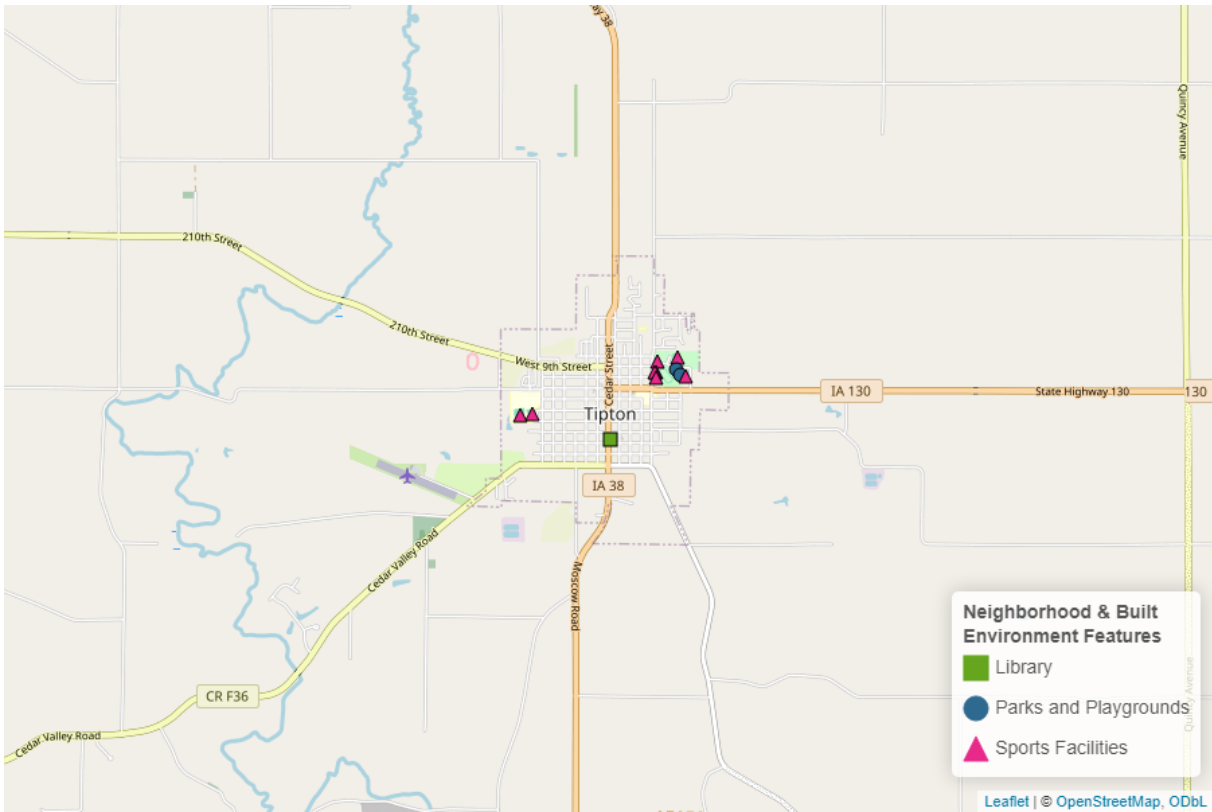 ay 38
Quincy Avenue
210th Street
210th Street
West 9th Street
Cedar Street
IA 130
State Highway 130
130
Tipton
IA 38
Cedar Valley Road
Moscow Road
CR F36
Cedar Valley Road
Neighborhood & Built
Environment Features
Library
Parks and Playgrounds
Sports Facilities
Quincy Avenue
Leaflet | © OpenStreetMap, ODbL